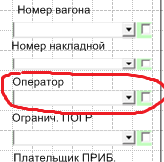 Номер вагона
Номер накладной
Оператор
Огранич. ПОГР.
Плательщик ПРИБ.